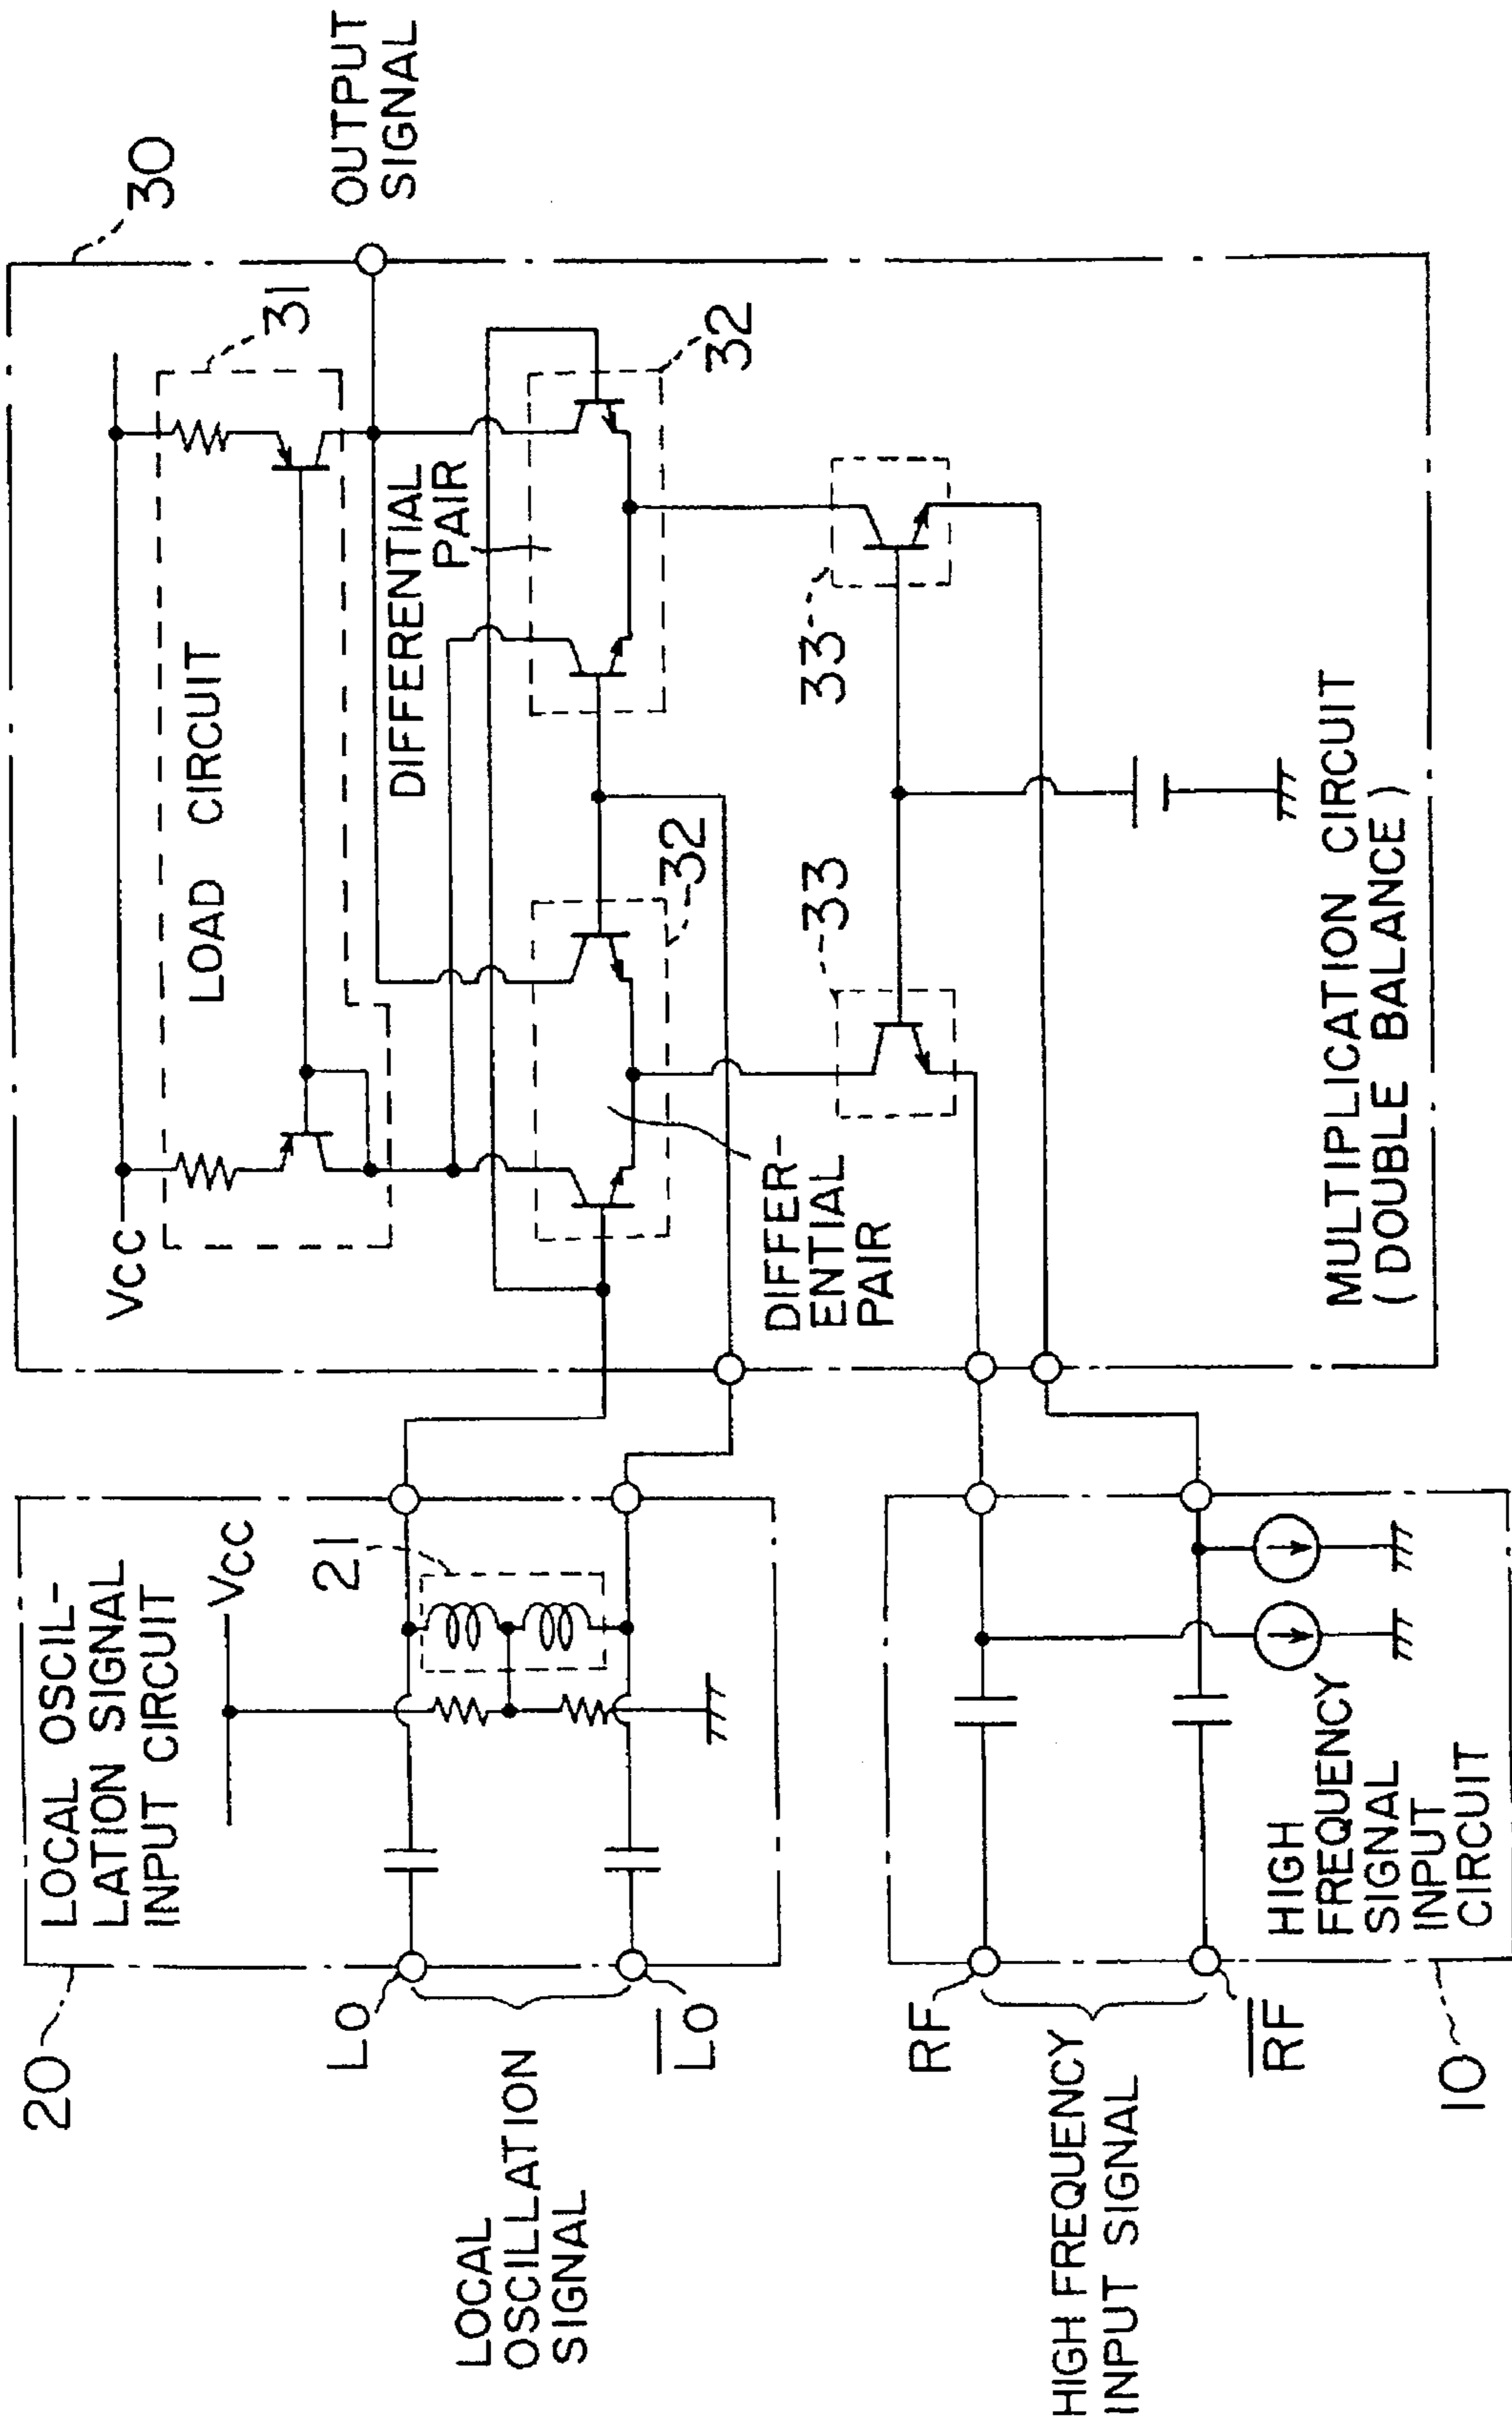 20
LOCAL OSCIL-
LATION SIGNAL
INPUT CIRCUIT
VCC
21
LO
LO
LOCAL
OSCILLATION
SIGNAL
RF
RF
HIGH FREQUENCY
INPUT SIGNAL
HIGH
FREQUENCY
SIGNAL
INPUT
CIRCUIT
10
30
VCC
LOAD CIRCUIT
31
OUTPUT
SIGNAL
DIFFERENTIAL
PAIR
32
32
DIFFER-
ENTIAL
PAIR
33
33
MULTIPLICATION CIRCUIT
(DOUBLE BALANCE)